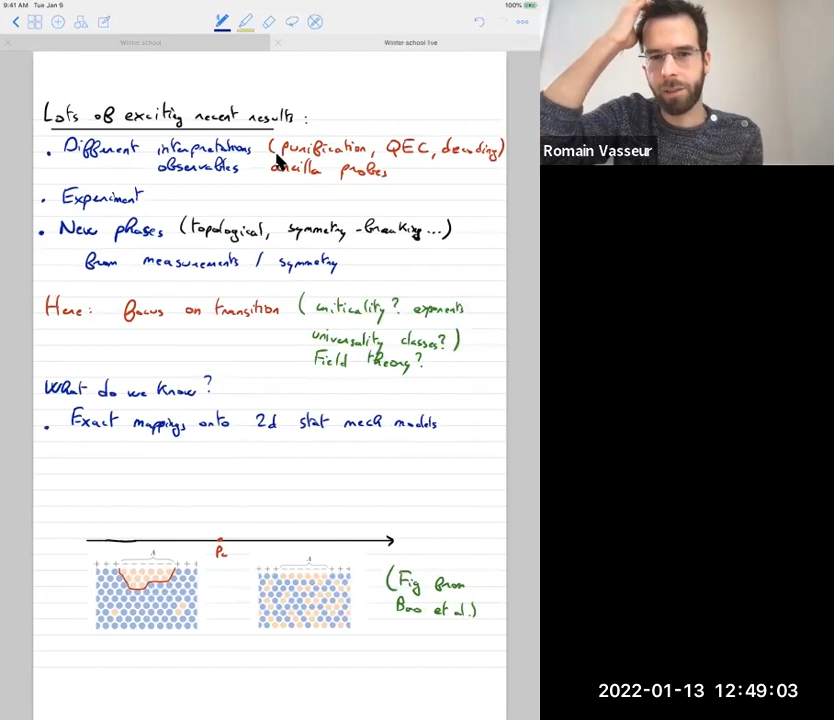 9:41 AM Tue Jan 9
100%
Winter school
Winter school live
Lots of exciting recent results :
• Different interpretations (purification, QEC, decoding)
observables ancilla probes
• Experiment
• New phases (topological, symmetry-breaking...)
from measurements / symmetry
Here: focus on transition (criticality? exponents
universality classes?)
Field theory?
What do we know?
• Exact mappings onto 2d stat mech models
Pc
A
A
+ + + + + +
+ + + + + +
(Fig from
Bao et al.)
Romain Vasseur
2022-01-13 12:49:03